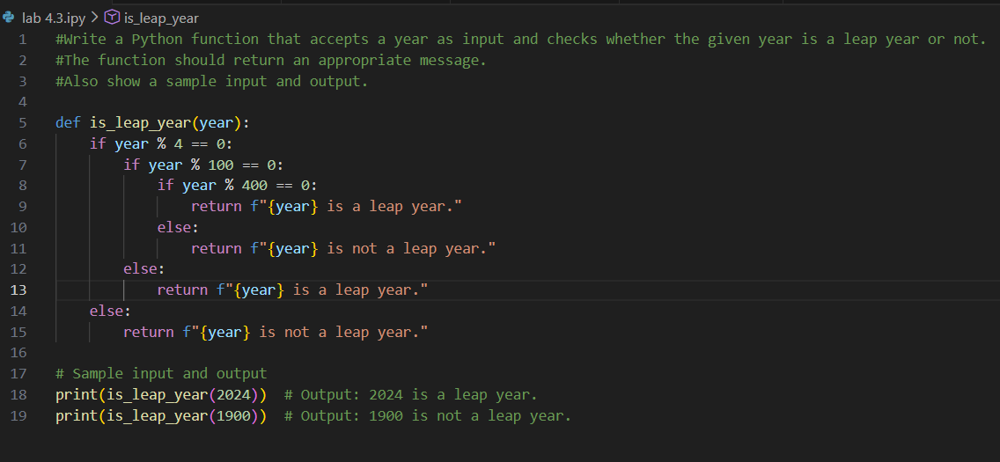 lab 4.3.ipy > is_leap_year
1 #Write a Python function that accepts a year as input and checks whether the given year is a leap year or not.
2 #The function should return an appropriate message.
3 #Also show a sample input and output.
4
5 def is_leap_year(year):
6     if year % 4 == 0:
7         if year % 100 == 0:
8             if year % 400 == 0:
9                 return f"{year} is a leap year."
10             else:
11                 return f"{year} is not a leap year."
12         else:
13             return f"{year} is a leap year."
14     else:
15         return f"{year} is not a leap year."
16
17 # Sample input and output
18 print(is_leap_year(2024))  # Output: 2024 is a leap year.
19 print(is_leap_year(1900))  # Output: 1900 is not a leap year.